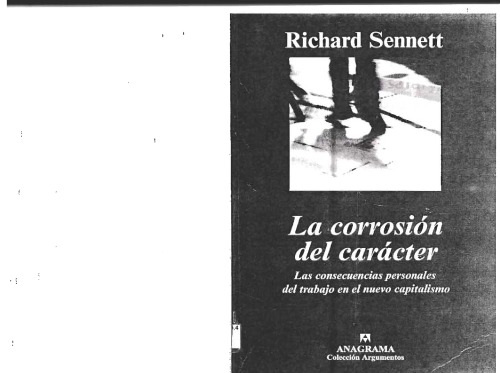 Richard Sennett
La corrosión
del carácter
Las consecuencias personales
del trabajo en el nuevo capitalismo
ANAGRAMA
Colección Argumentos